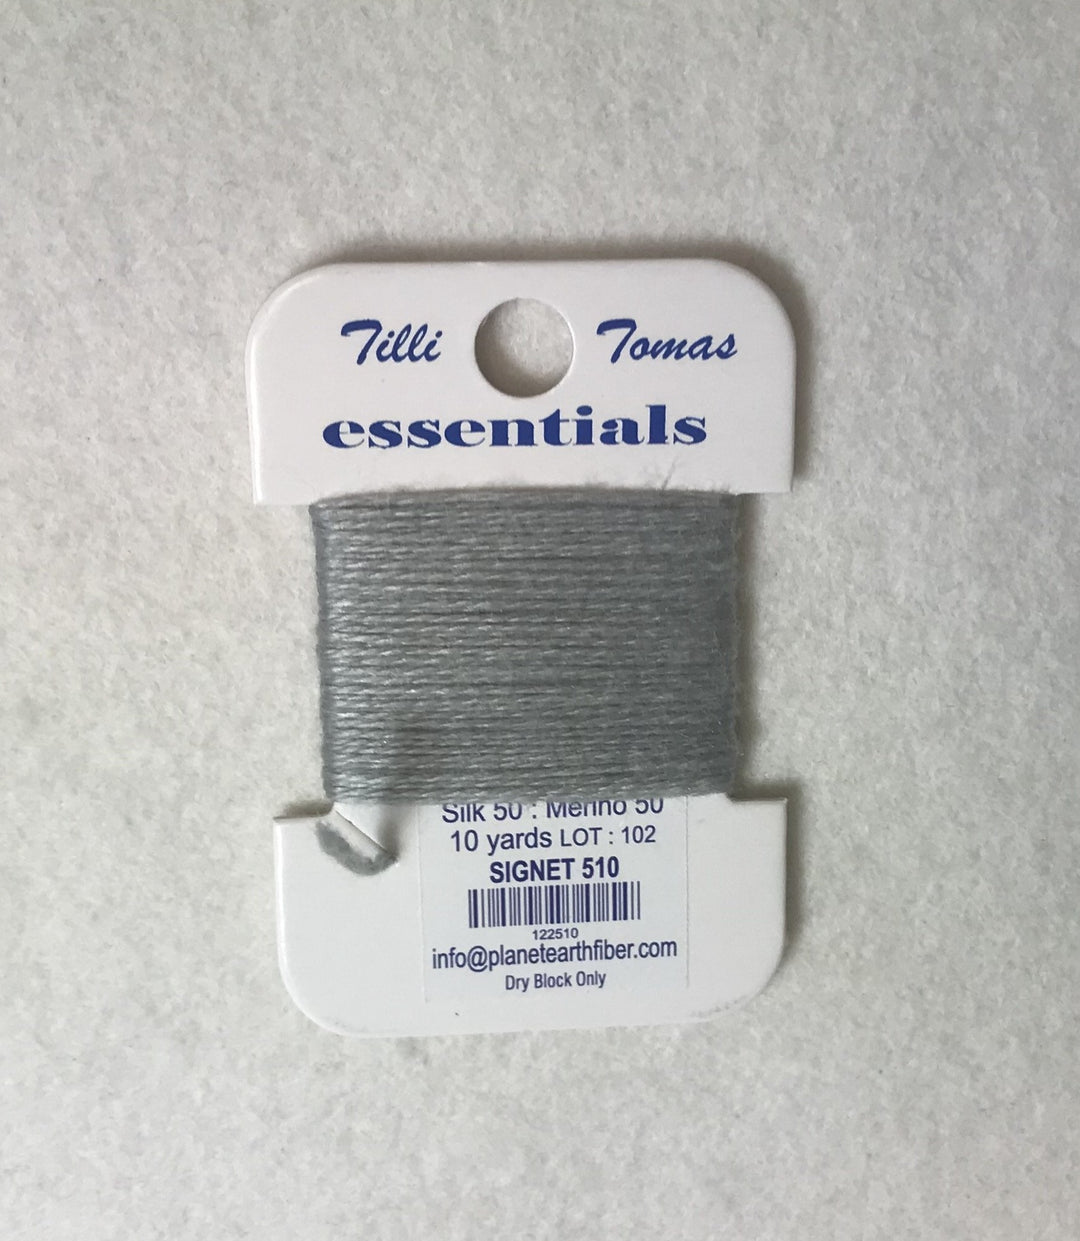 Tilli Tomas
essentials
Silk 50 : Merino 50
10 yards LOT : 102
SIGNET 510
122510
info@planetearthfiber.com
Dry Block Only